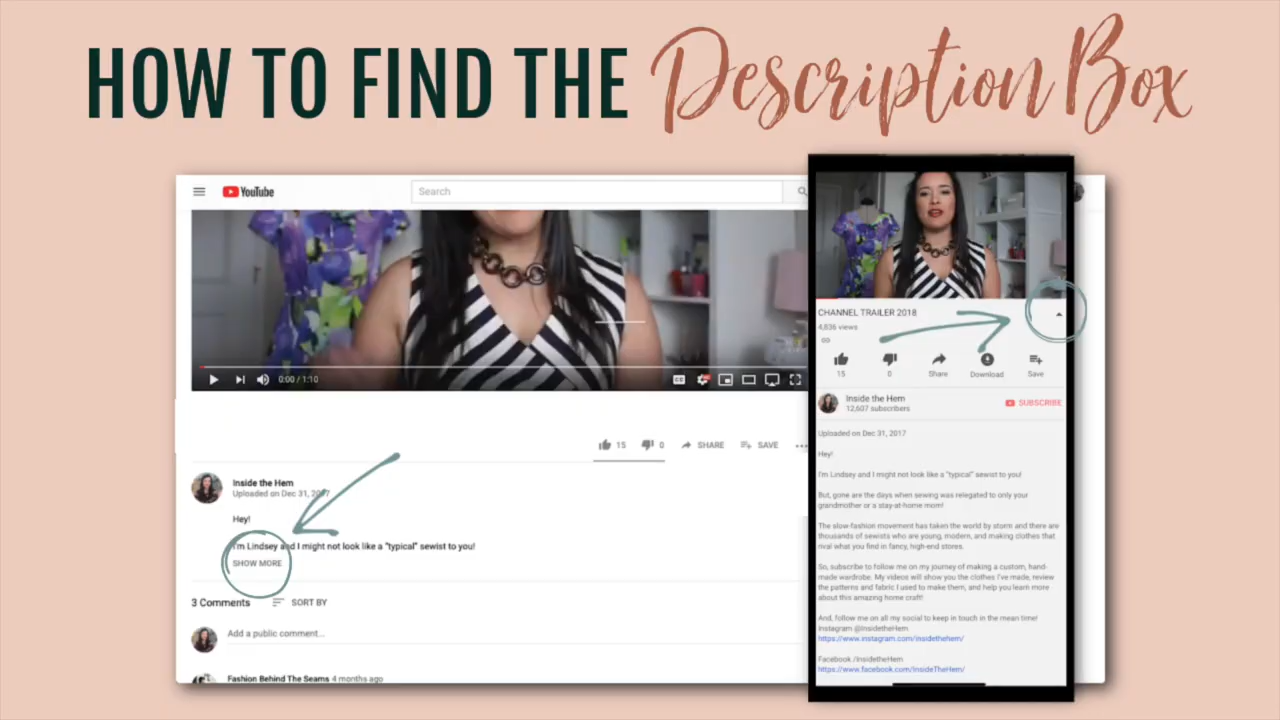 HOW TO FIND THE Description Box
YouTube
Search
0:00 / 1:10
15
0
SHARE
SAVE
Inside the Hem
Uploaded on Dec 31, 2017
Hey!
I'm Lindsey and I might not look like a "typical" sewist to you!
SHOW MORE
3 Comments
SORT BY
Add a public comment...
Fashion Behind The Seams 4 months ago
CHANNEL TRAILER 2018
4,836 views
15
0
Share
Download
Save
Inside the Hem
12,607 subscribers
SUBSCRIBE
Uploaded on Dec 31, 2017
Hey!
I'm Lindsey and I might not look like a "typical" sewist to you!
But, gone are the days when sewing was relegated to only your
grandmother or a stay-at-home mom!
The slow-fashion movement has taken the world by storm and there are
thousands of sewists who are young, modern, and making clothes that
rival what you find in fancy, high-end stores.
So, subscribe to follow me on my journey of making a custom, hand-
made wardrobe. My videos will show you the clothes I've made, review
the patterns and fabric I used to make them, and help you learn more
about this amazing home craft!
And, follow me on all my social to keep in touch in the mean time!
Instagram @InsidetheHem
https://www.instagram.com/insidethehem/
Facebook /InsidetheHem
https://www.facebook.com/InsideTheHem/